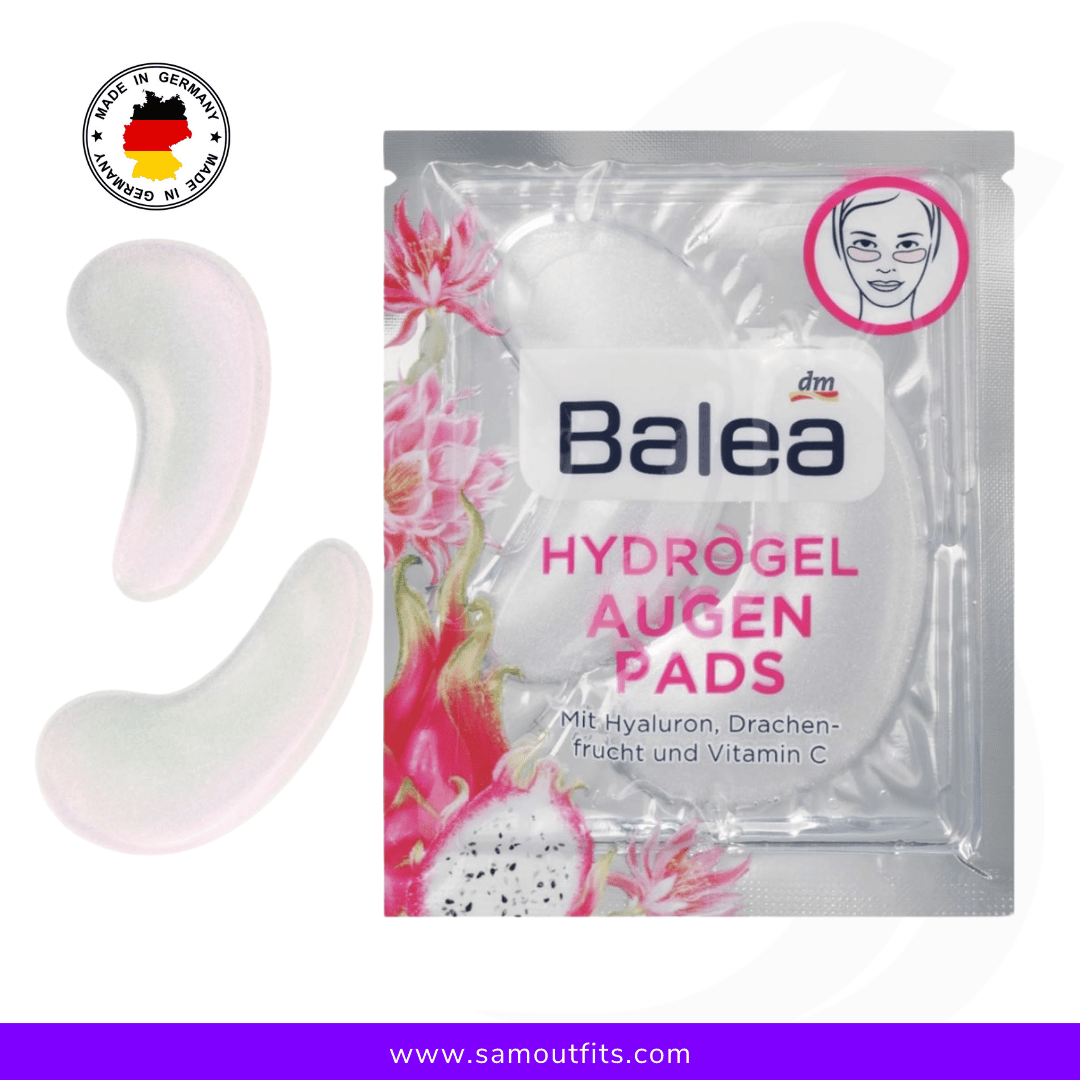 MADE IN GERMANY
MADE IN GERMANY
dm
Balea
HYDROGEL
AUGEN
PADS
Mit Hyaluron, Drachen-
frucht und Vitamin C
www.samoutfits.com